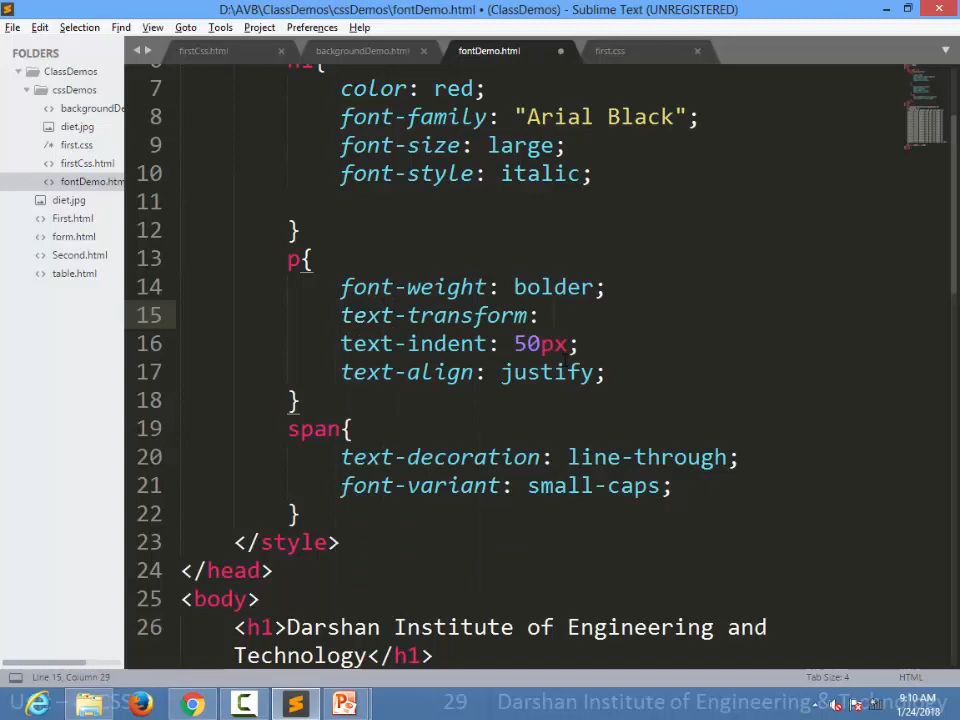 D:\AVB\ClassDemos\cssDemos\fontDemo.html • (ClassDemos) - Sublime Text (UNREGISTERED)
File Edit Selection Find View Goto Tools Project Preferences Help
FOLDERS
ClassDemos
cssDemos
backgroundDe
diet.jpg
first.css
firstCss.html
fontDemo.htm
diet.jpg
First.html
form.html
Second.html
table.html
firstCss.html backgroundDemo.html fontDemo.html first.css
7 color: red;
8 font-family: "Arial Black";
9 font-size: large;
10 font-style: italic;
11
12 }
13 p{
14 font-weight: bolder;
15 text-transform:
16 text-indent: 50px;
17 text-align: justify;
18 }
19 span{
20 text-decoration: line-through;
21 font-variant: small-caps;
22 }
23 </style>
24 </head>
25 <body>
26 <h1>Darshan Institute of Engineering and
Technology</h1>
Line 15, Column 29 Tab Size: 4 HTML
29 Darshan Institute of Engineering & Technology
9:10 AM
1/24/2018